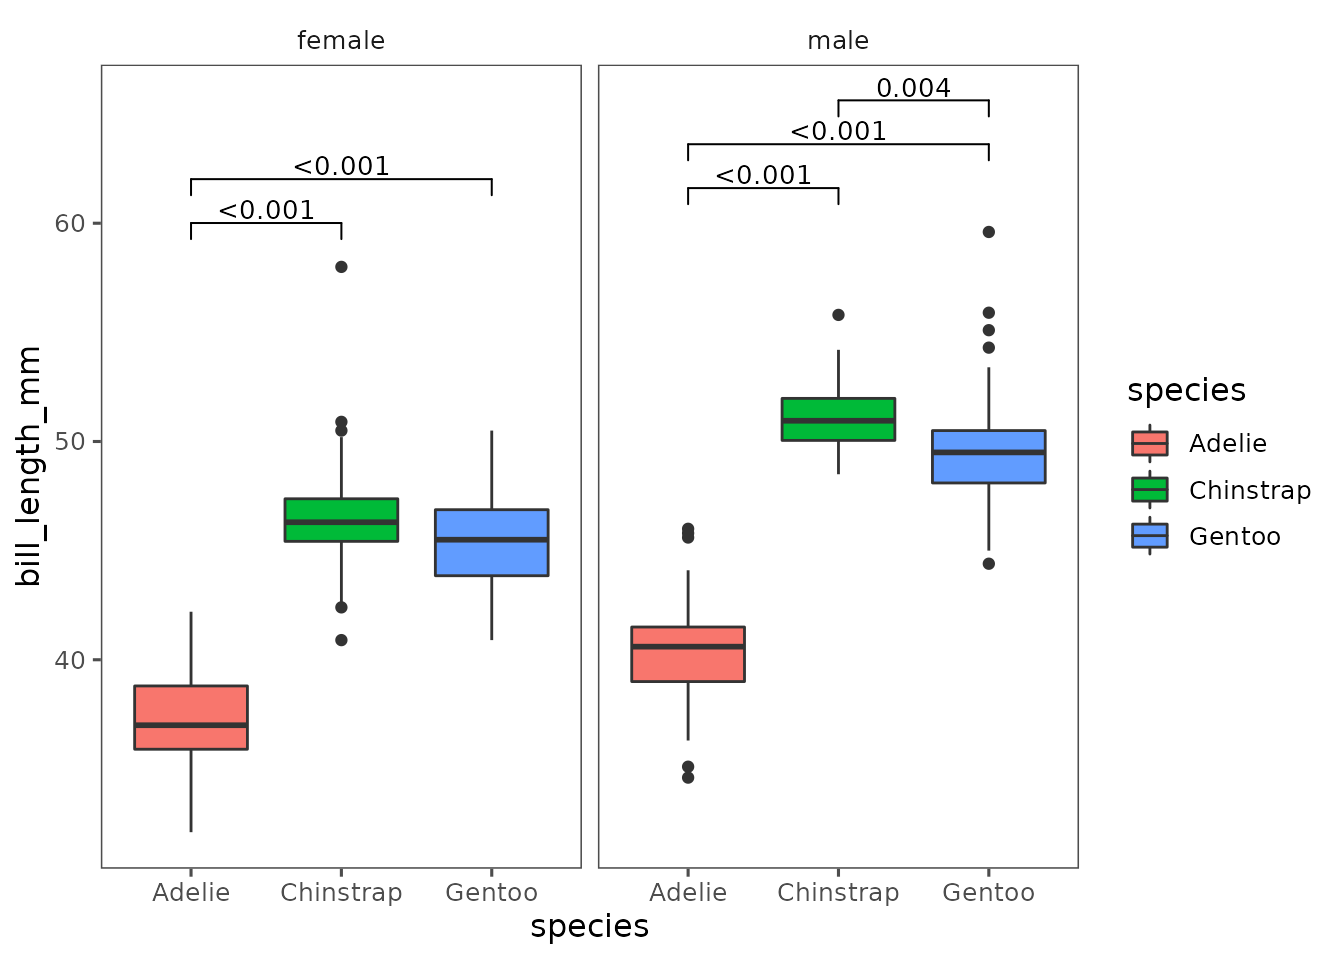 female
male
0.004
<0.001
<0.001
<0.001
<0.001
60
50
40
bill_length_mm
Adelie Chinstrap Gentoo
Adelie Chinstrap Gentoo
species
species
Adelie
Chinstrap
Gentoo